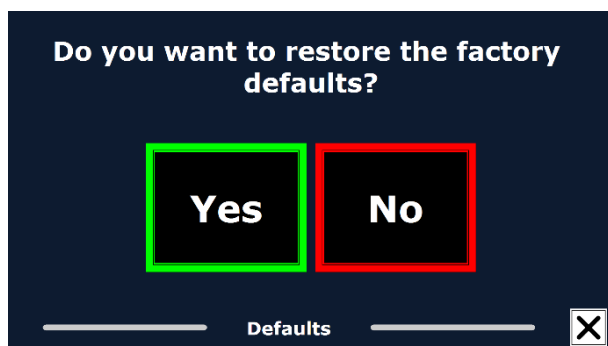 Do you want to restore the factory
defaults?
Yes
No
Defaults